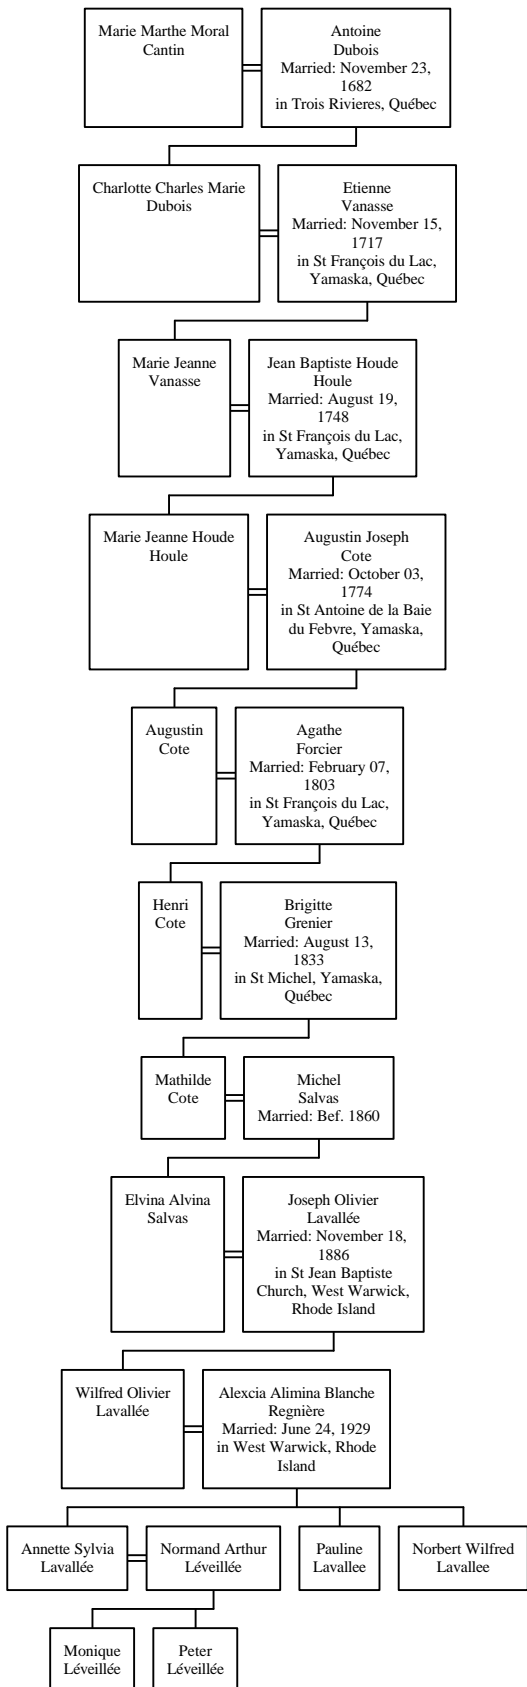 Marie Marthe Moral
Cantin
Antoine
Dubois
Married: November 23,
1682
in Trois Rivieres, Québec
Charlotte Charles Marie
Dubois
Etienne
Vanasse
Married: November 15,
1717
in St François du Lac,
Yamaska, Québec
Marie Jeanne
Vanasse
Jean Baptiste Houde
Houle
Married: August 19,
1748
in St François du Lac,
Yamaska, Québec
Marie Jeanne Houde
Houle
Augustin Joseph
Cote
Married: October 03,
1774
in St Antoine de la Baie
du Febvre, Yamaska,
Québec
Augustin
Cote
Agathe
Forcier
Married: February 07,
1803
in St François du Lac,
Yamaska, Québec
Henri
Cote
Brigitte
Grenier
Married: August 13,
1833
in St Michel, Yamaska,
Québec
Mathilde
Cote
Michel
Salvas
Married: Bef. 1860
Elvina Alvina
Salvas
Joseph Olivier
Lavallée
Married: November 18,
1886
in St Jean Baptiste
Church, West Warwick,
Rhode Island
Wilfred Olivier
Lavallée
Alexcia Alimina Blanche
Regnière
Married: June 24, 1929
in West Warwick, Rhode
Island
Annette Sylvia
Lavallée
Normand Arthur
Léveillée
Pauline
Lavallee
Norbert Wilfred
Lavallee
Monique
Léveillée
Peter
Léveillée